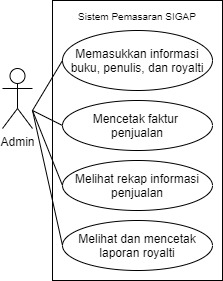 Sistem Pemasaran SIGAP
Memasukkan informasi
buku, penulis, dan royalti
Admin
Mencetak faktur
penjualan
Melihat rekap informasi
penjualan
Melihat dan mencetak
laporan royalti